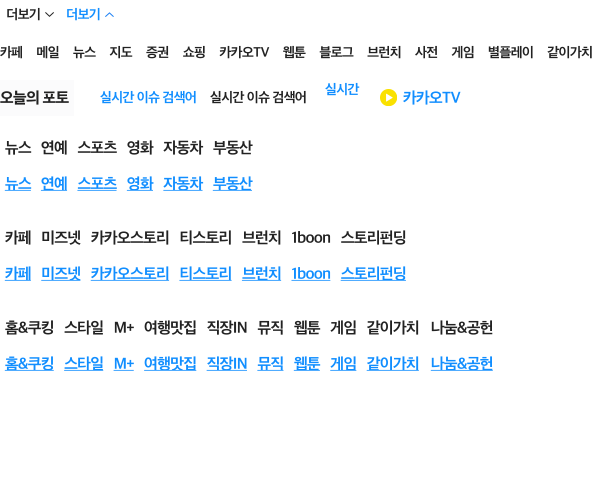 더보기 더보기
카페 메일 뉴스 지도 증권 쇼핑 카카오TV 웹툰 블로그 브런치 사전 게임 별플레이 같이가치
오늘의 포토 실시간 이슈 검색어 실시간 이슈 검색어 실시간 카카오TV
뉴스 연예 스포츠 영화 자동차 부동산
뉴스 연예 스포츠 영화 자동차 부동산
카페 미즈넷 카카오스토리 티스토리 브런치 1boon 스토리펀딩
카페 미즈넷 카카오스토리 티스토리 브런치 1boon 스토리펀딩
홈&쿠킹 스타일 M+ 여행맛집 직장IN 뮤직 웹툰 게임 같이가치 나눔&공헌
홈&쿠킹 스타일 M+ 여행맛집 직장IN 뮤직 웹툰 게임 같이가치 나눔&공헌